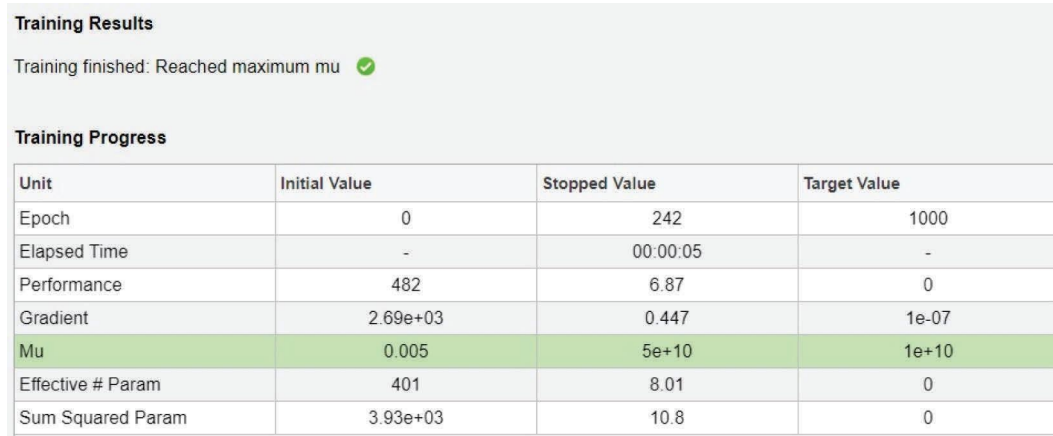 Training Results
Training finished: Reached maximum mu
Training Progress
Unit Initial Value Stopped Value Target Value
Epoch 0 242 1000
Elapsed Time - 00:00:05 -
Performance 482 6.87 0
Gradient 2.69e+03 0.447 1e-07
Mu 0.005 5e+10 1e+10
Effective # Param 401 8.01 0
Sum Squared Param 3.93e+03 10.8 0